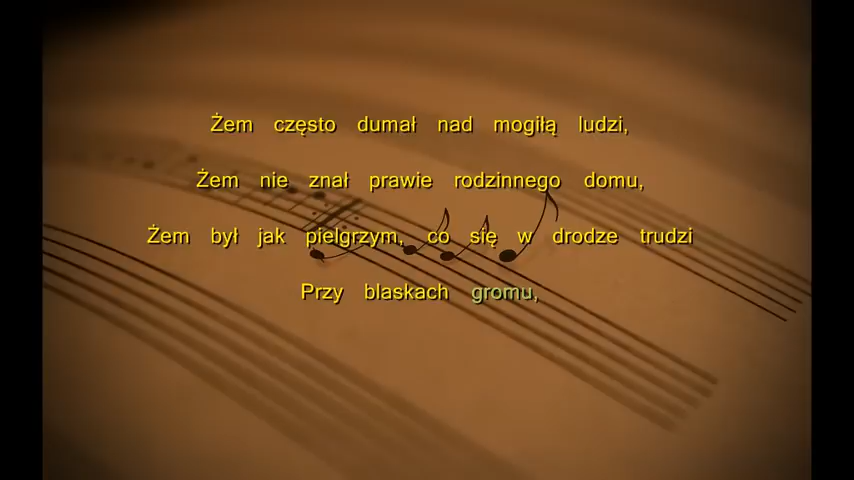 Żem często dumał nad mogiłą ludzi,
Żem nie znał prawie rodzinnego domu,
Żem był jak pielgrzym, co się w drodze trudzi
Przy blaskach gromu,